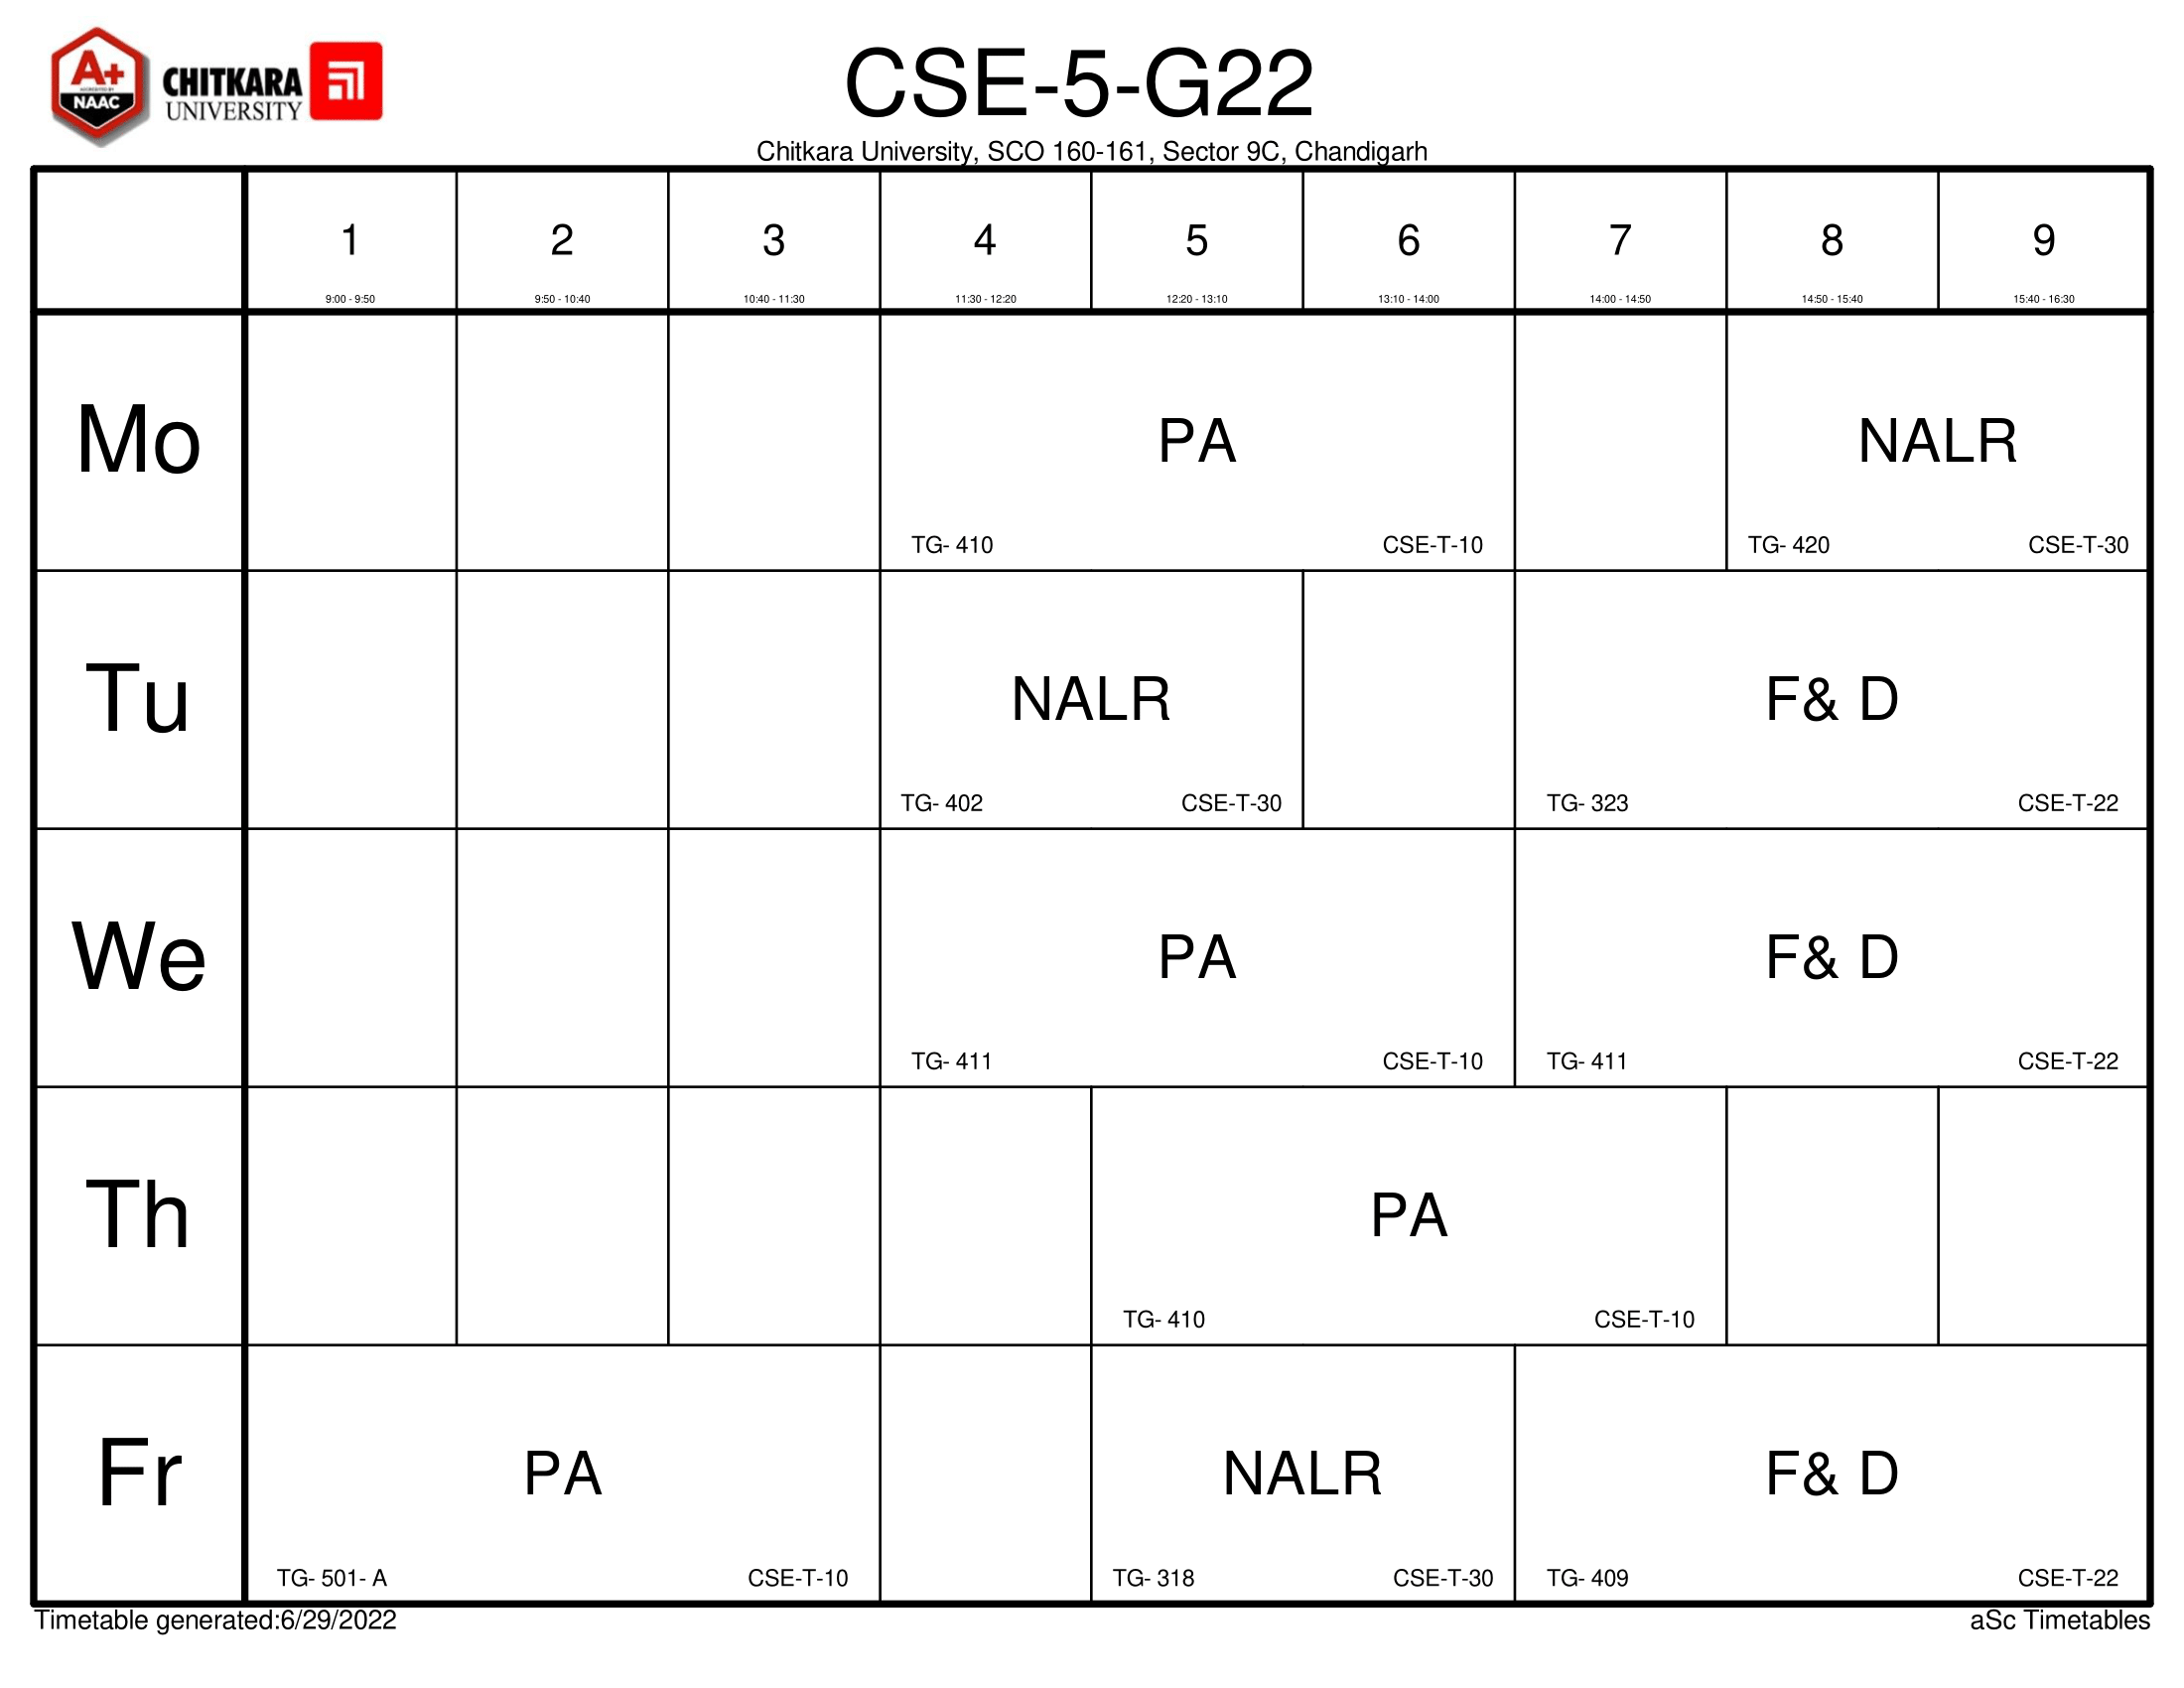 A+
ACCREDITED BY
NAAC
CHITKARA
UNIVERSITY
CSE-5-G22
Chitkara University, SCO 160-161, Sector 9C, Chandigarh
1 2 3 4 5 6 7 8 9
9:00 - 9:50 9:50 - 10:40 10:40 - 11:30 11:30 - 12:20 12:20 - 13:10 13:10 - 14:00 14:00 - 14:50 14:50 - 15:40 15:40 - 16:30
Mo PA NALR
TG- 410 CSE-T-10 TG- 420 CSE-T-30
Tu NALR F& D
TG- 402 CSE-T-30 TG- 323 CSE-T-22
We PA F& D
TG- 411 CSE-T-10 TG- 411 CSE-T-22
Th PA
TG- 410 CSE-T-10
Fr PA NALR F& D
TG- 501- A CSE-T-10 TG- 318 CSE-T-30 TG- 409 CSE-T-22
Timetable generated:6/29/2022 aSc Timetables